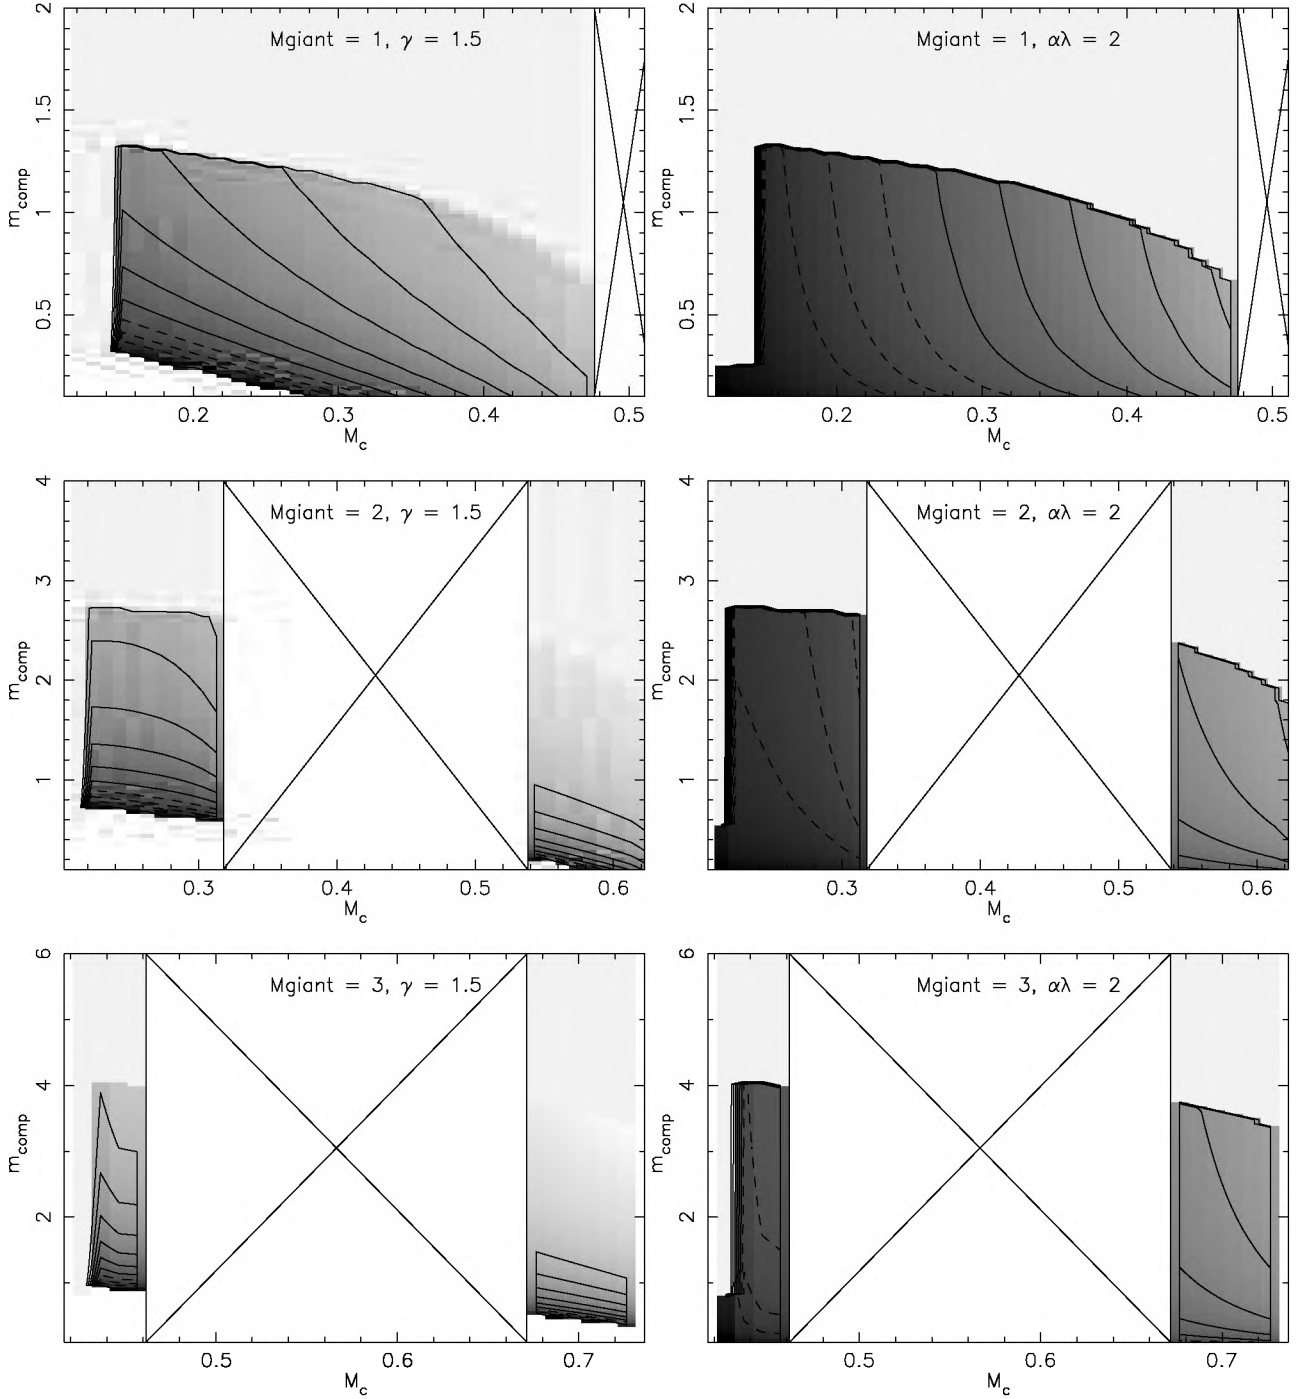 Mgiant = 1, γ = 1.5
2
1.5
1
0.5
m_comp
0.2 0.3 0.4 0.5
M_c
Mgiant = 1, αλ = 2
2
1.5
1
0.5
m_comp
0.2 0.3 0.4 0.5
M_c
Mgiant = 2, γ = 1.5
4
3
2
1
m_comp
0.3 0.4 0.5 0.6
M_c
Mgiant = 2, αλ = 2
4
3
2
1
m_comp
0.3 0.4 0.5 0.6
M_c
Mgiant = 3, γ = 1.5
6
4
2
m_comp
0.5 0.6 0.7
M_c
Mgiant = 3, αλ = 2
6
4
2
m_comp
0.5 0.6 0.7
M_c